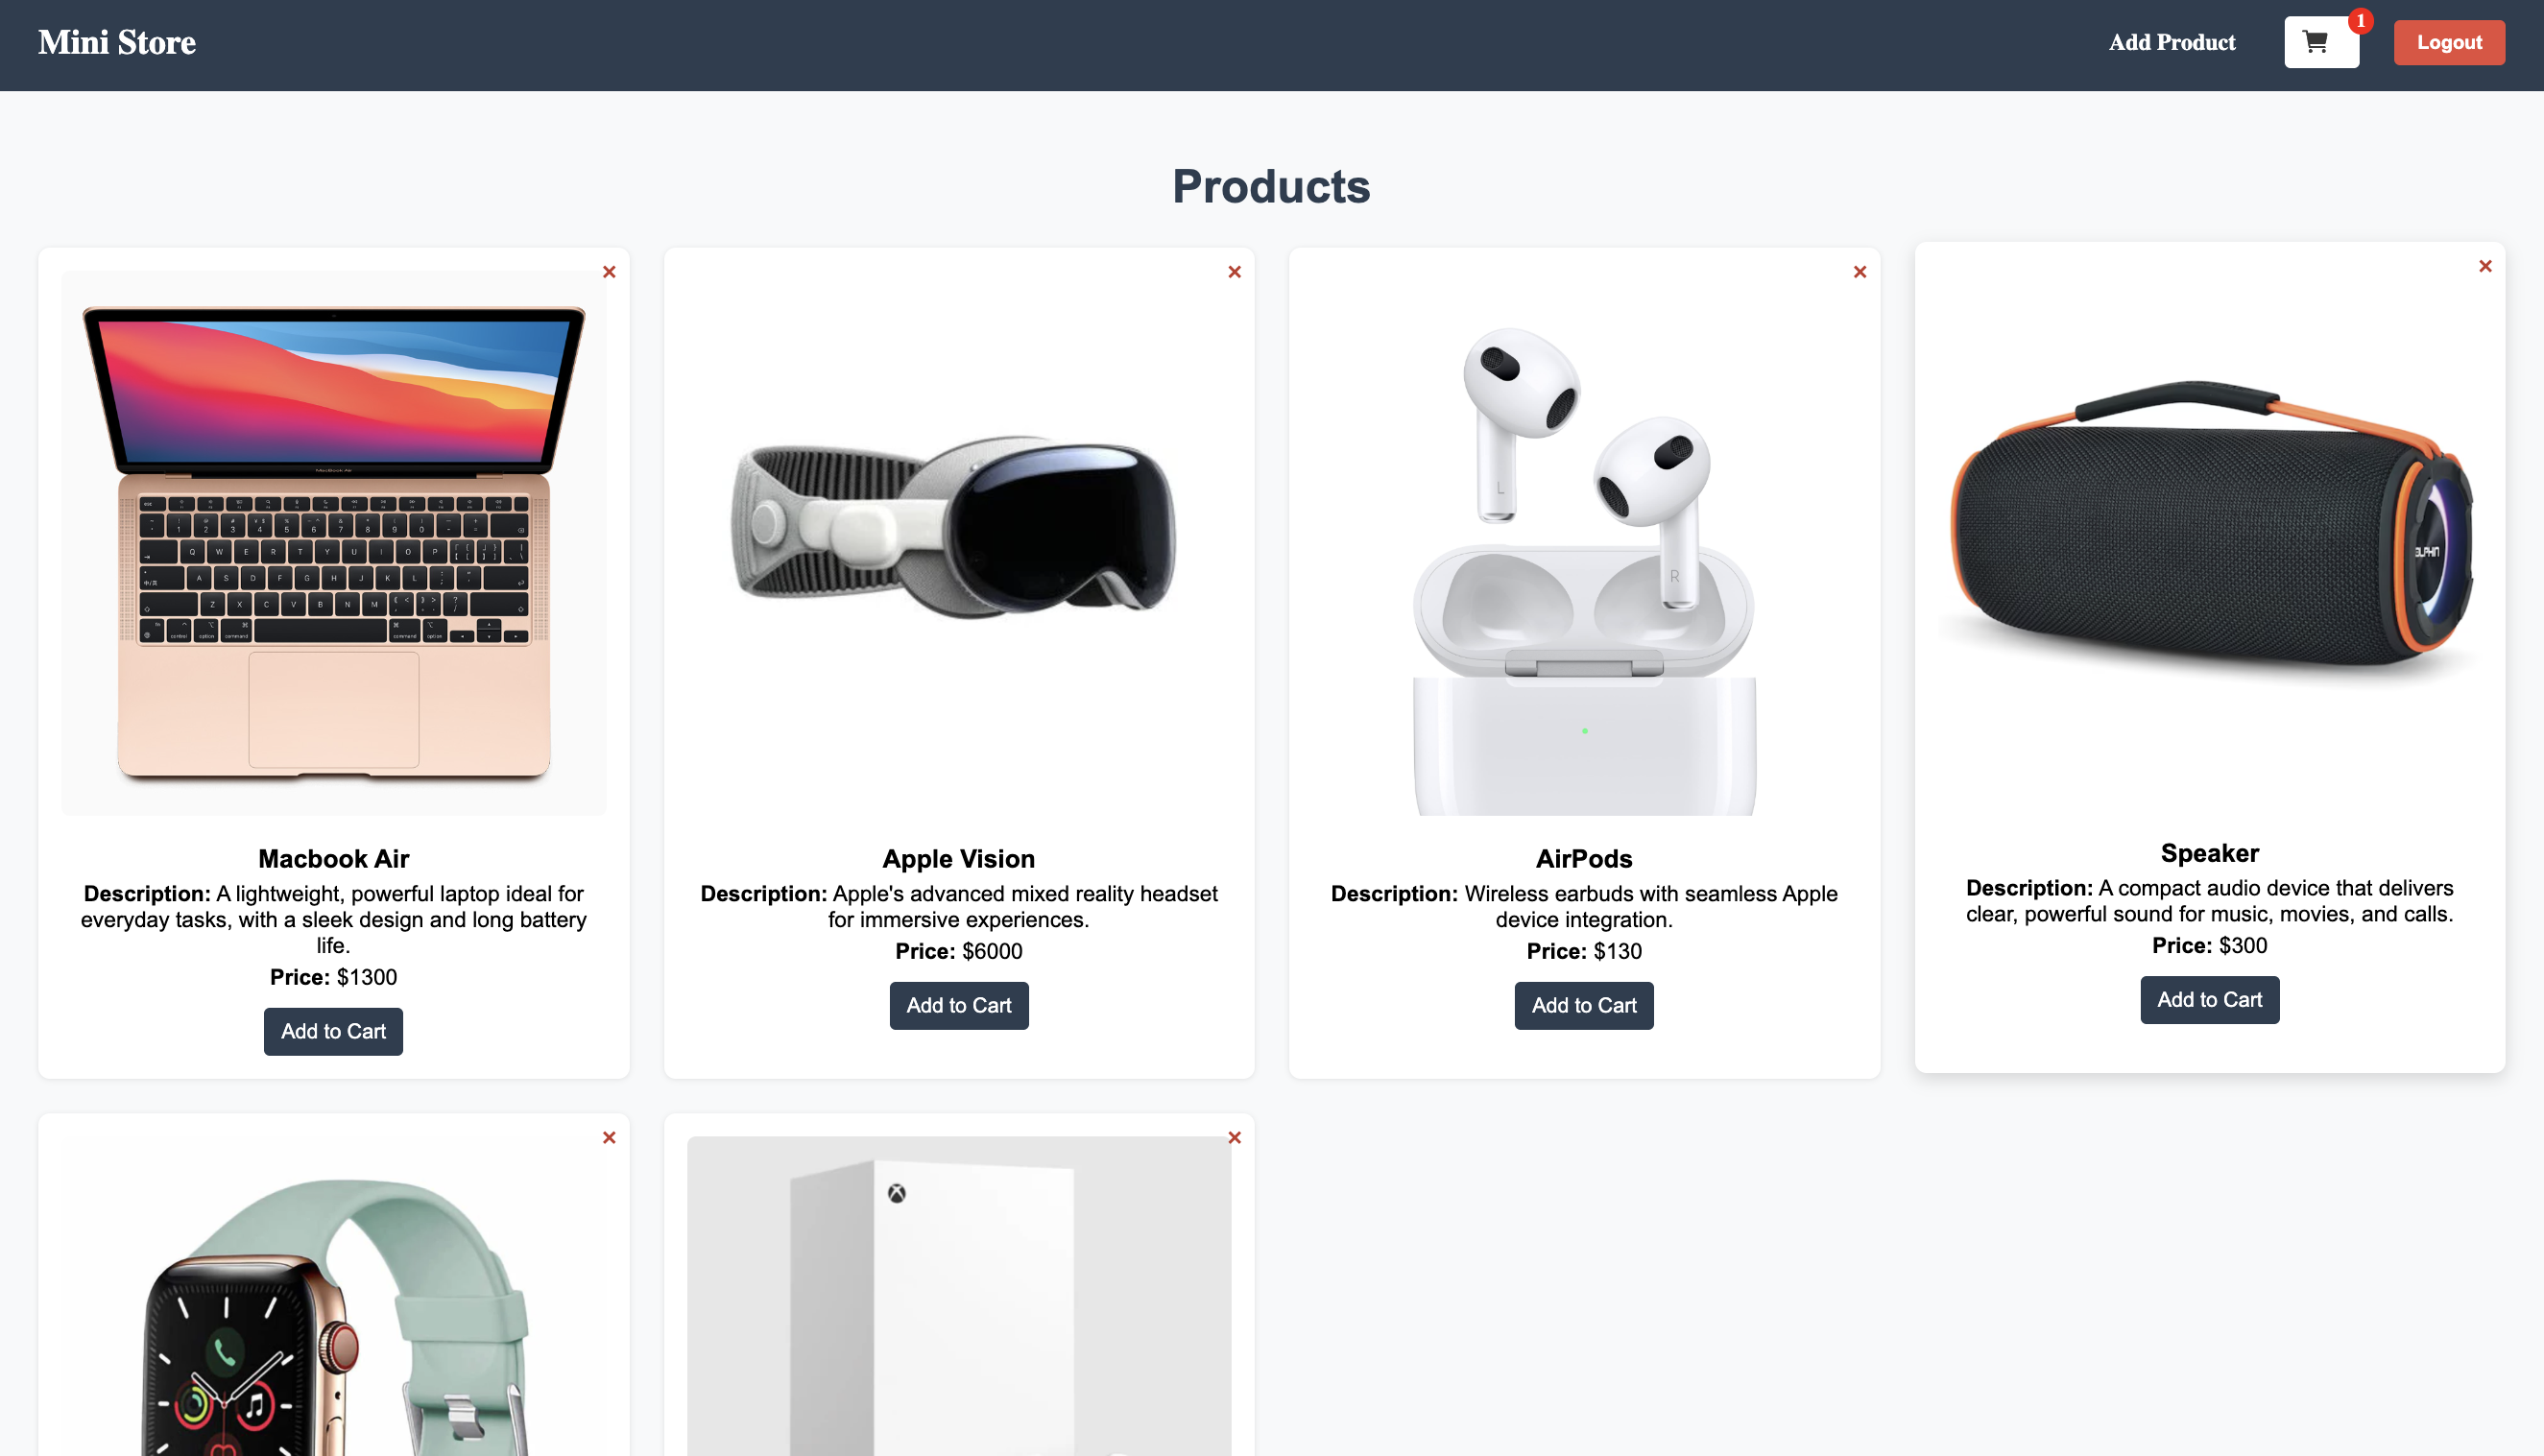 Mini Store
Add Product
1
Logout
Products
×
×
×
×
MacBook Air
L
R
Macbook Air
Description: A lightweight, powerful laptop ideal for
everyday tasks, with a sleek design and long battery
life.
Price: $1300
Add to Cart
Apple Vision
Description: Apple's advanced mixed reality headset
for immersive experiences.
Price: $6000
Add to Cart
AirPods
Description: Wireless earbuds with seamless Apple
device integration.
Price: $130
Add to Cart
Speaker
Description: A compact audio device that delivers
clear, powerful sound for music, movies, and calls.
Price: $300
Add to Cart
×
×